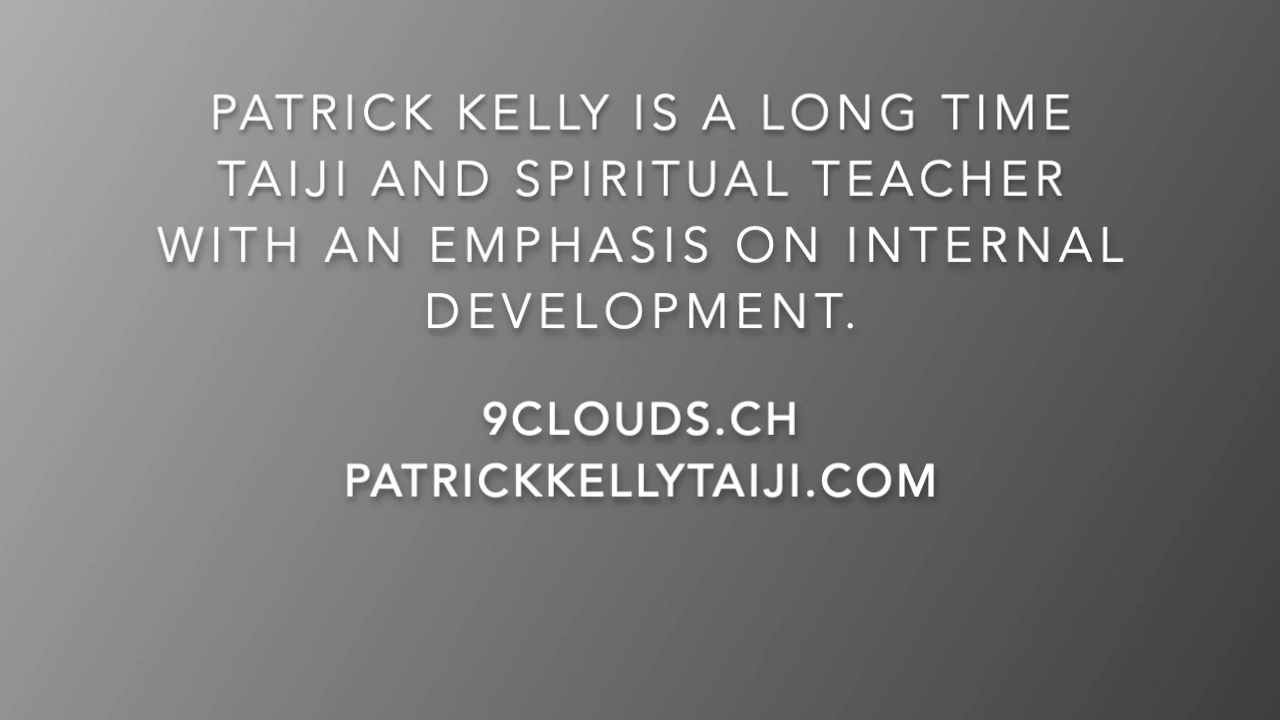 PATRICK KELLY IS A LONG TIME
TAIJI AND SPIRITUAL TEACHER
WITH AN EMPHASIS ON INTERNAL
DEVELOPMENT.
9CLOUDS.CH
PATRICKKELLYTAIJI.COM